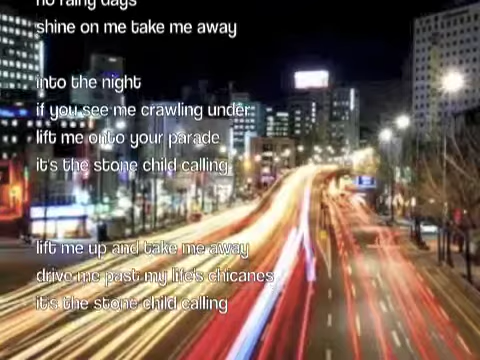 no rainy days
shine on me take me away
into the night
if you see me crawling under
lift me onto your parade
it's the stone child calling
lift me up and take me away
drive me past my life's chicanes
it's the stone child calling